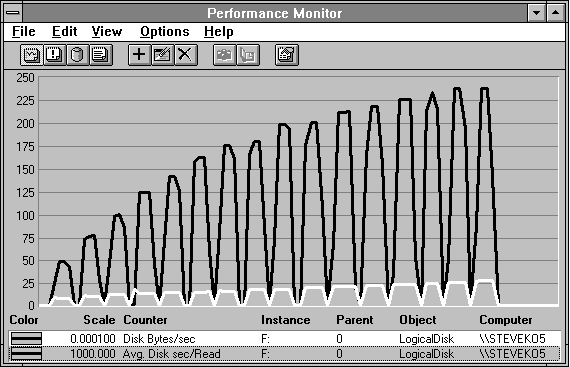 Performance Monitor
File Edit View Options Help
250
225
200
175
150
125
100
75
50
25
0
Color Scale Counter Instance Parent Object Computer
0.000100 Disk Bytes/sec F: 0 LogicalDisk \\STEVEKO5
1000.000 Avg. Disk sec/Read F: 0 LogicalDisk \\STEVEKO5